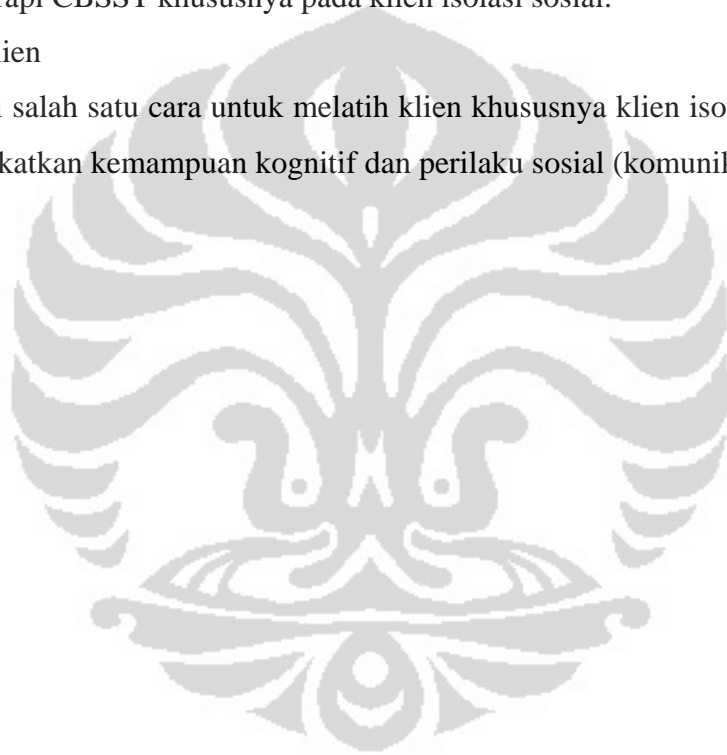 rapi CBSST khususnya pada klien isolasi sosial.
ien
i salah satu cara untuk melatih klien khususnya klien iso
katkan kemampuan kognitif dan perilaku sosial (komunik